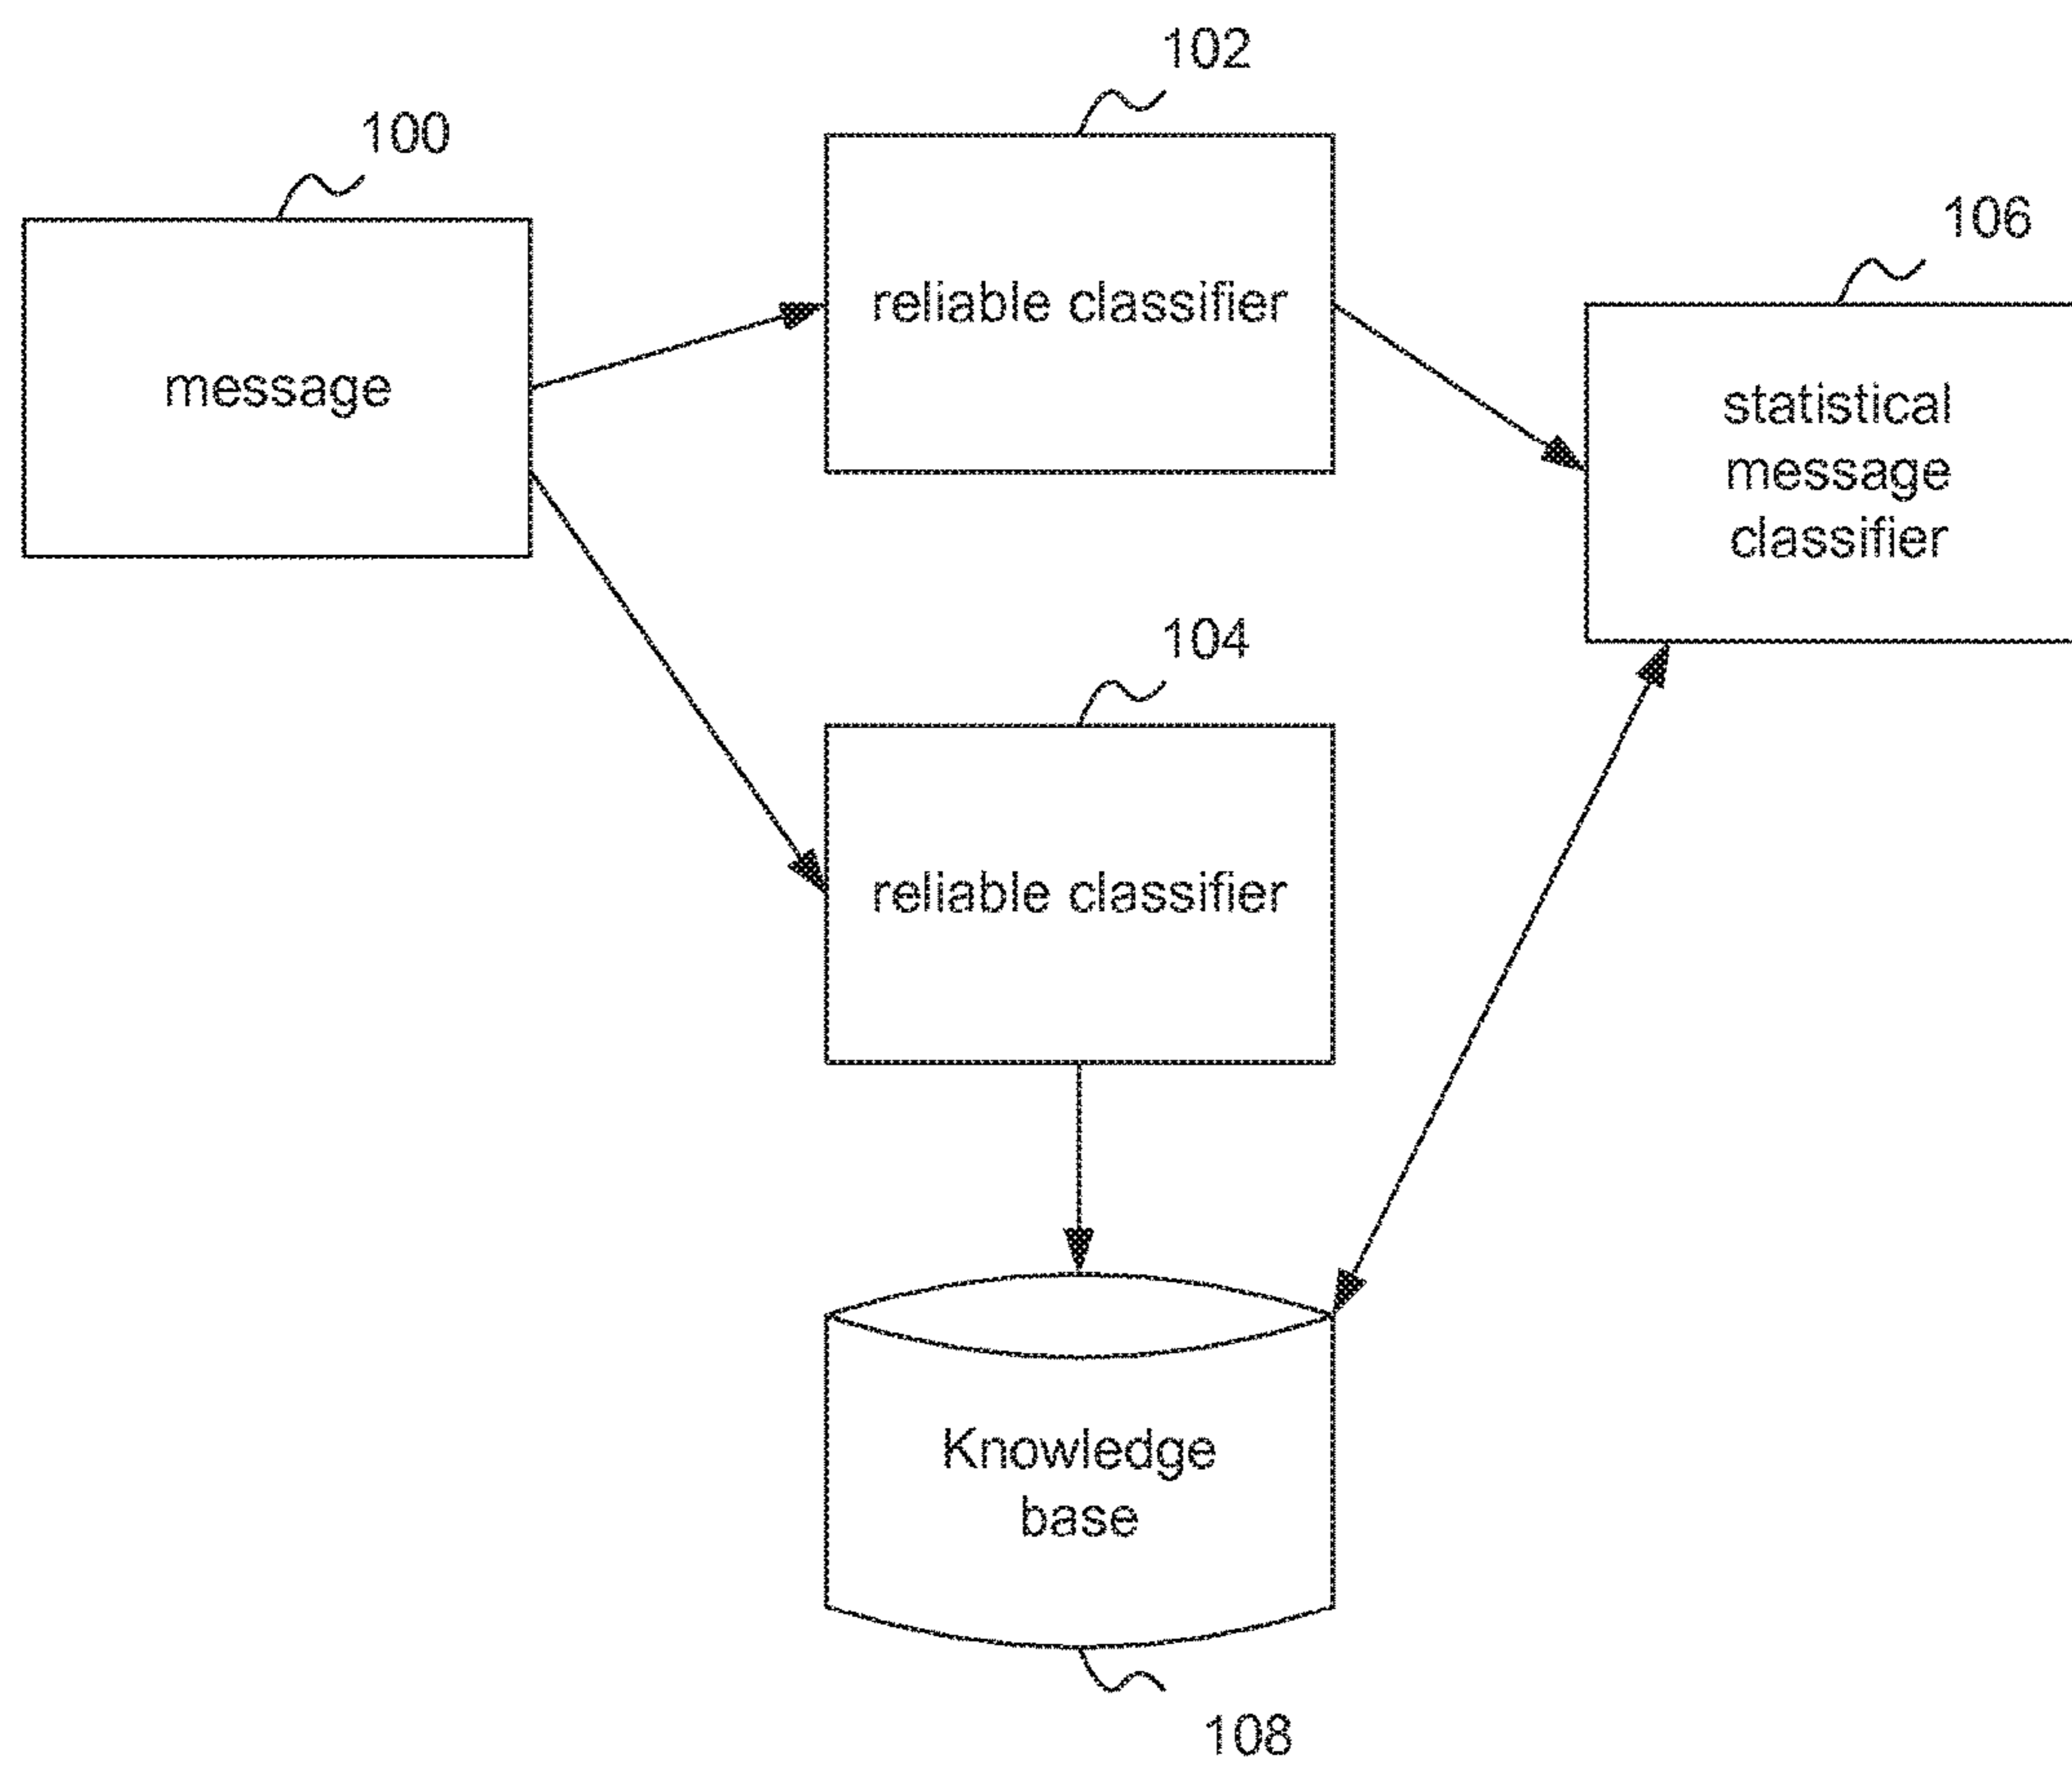 102
100
106
reliable classifier
message
statistical
message
classifier
104
reliable classifier
Knowledge
base
108